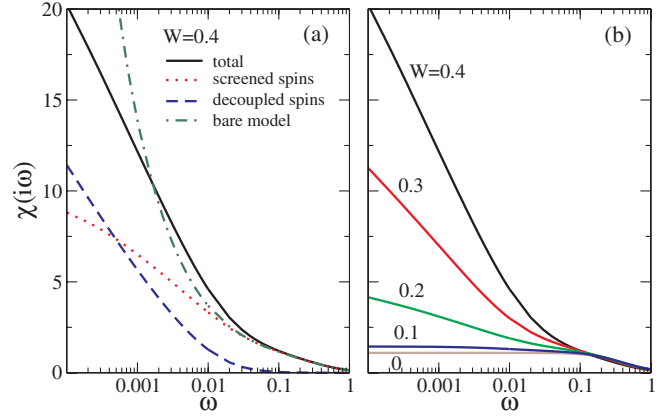 20
15
10
5
0
χ(iω)
W=0.4
(a)
total
screened spins
decoupled spins
bare model
0.001
0.01
0.1
1
ω
(b)
W=0.4
0.3
0.2
0.1
0
0.001
0.01
0.1
1
ω